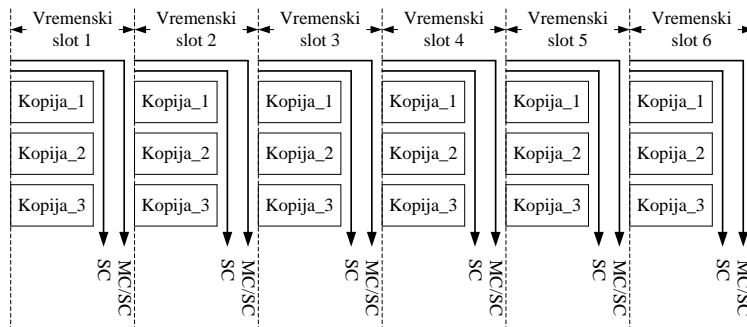 Vremenski
slot 1
Vremenski
slot 2
Vremenski
slot 3
Vremenski
slot 4
Vremenski
slot 5
Vremenski
slot 6
Kopija_1
Kopija_1
Kopija_1
Kopija_1
Kopija_1
Kopija_1
Kopija_2
Kopija_2
Kopija_2
Kopija_2
Kopija_2
Kopija_2
Kopija_3
Kopija_3
Kopija_3
Kopija_3
Kopija_3
Kopija_3
SC
MC/SC
SC
MC/SC
SC
MC/SC
SC
MC/SC
SC
MC/SC
SC
MC/SC